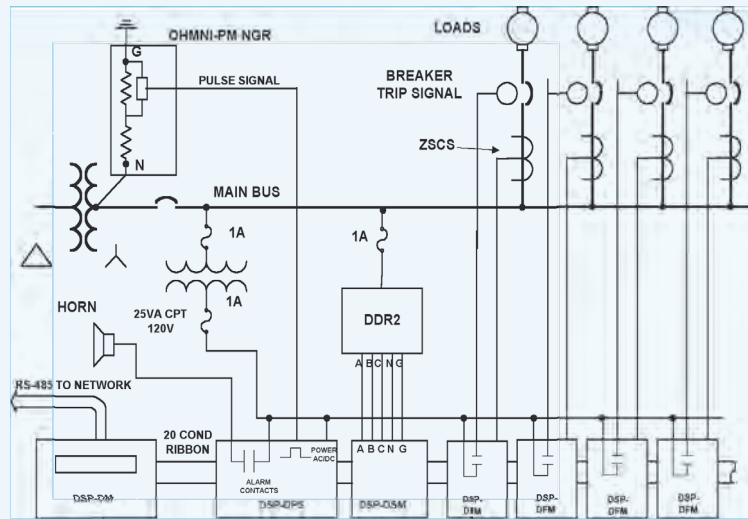 OHMNI-PM-NGR
LOADS
G
PULSE SIGNAL
BREAKER
TRIP SIGNAL
ZSCS
N
MAIN BUS
1A
1A
1A
25VA CPT
120V
DDR2
HORN
A B C N G
RS-485 TO NETWORK
20 COND
RIBBON
POWER
AC/DC
ALARM
CONTACTS
A B C N G
DSP-DM
DSP-DPS
DSP-DSM
DSP-
DFM
DSP-
DFM
DSP-
DFM
DSP-
DFM